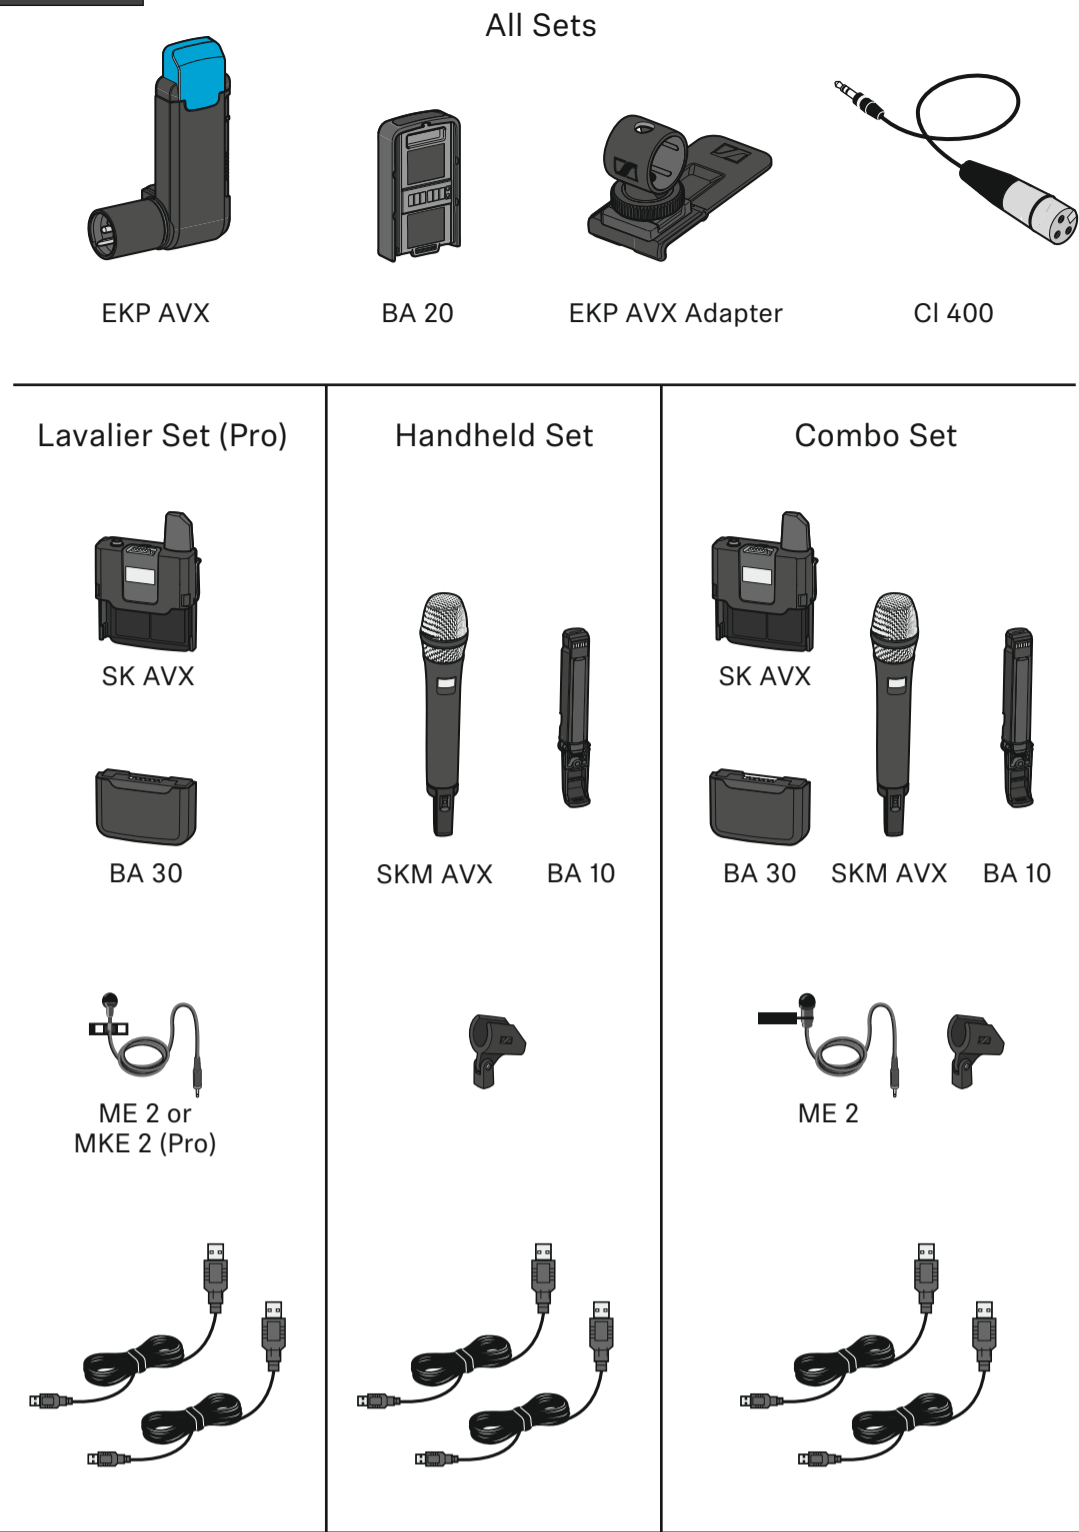 All Sets
EKP AVX
BA 20
EKP AVX Adapter
Cl 400
Lavalier Set (Pro)
SK AVX
BA 30
ME 2 or
MKE 2 (Pro)
Handheld Set
SKM AVX
BA 10
Combo Set
SK AVX
BA 30
SKM AVX
BA 10
ME 2